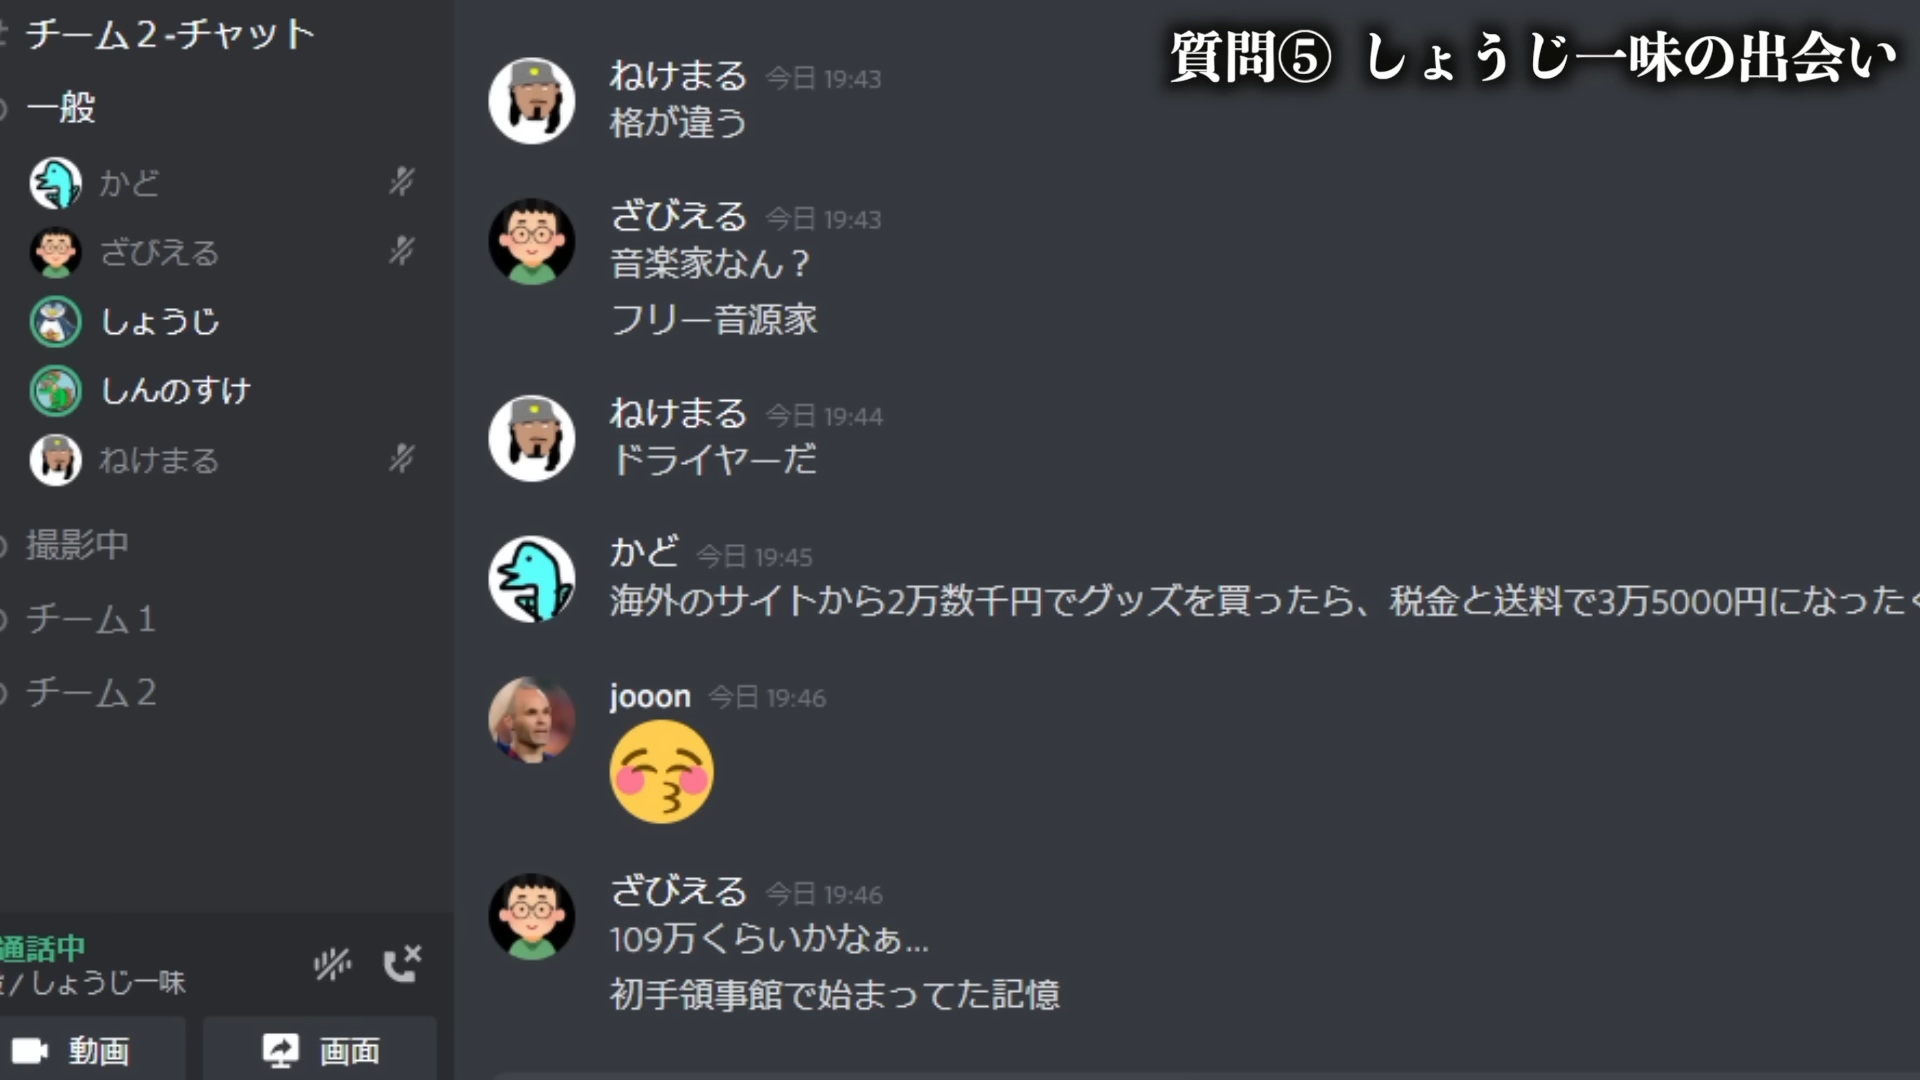 チーム２-チャット
一般
かど
ざびえる
しょうじ
しんのすけ
ねけまる
撮影中
チーム１
チーム２
通話中
/ しょうじ一味
動画
画面
質問⑤ しょうじ一味の出会い
ねけまる 今日 19:43
格が違う
ざびえる 今日 19:43
音楽家なん？
フリー音源家
ねけまる 今日 19:44
ドライヤーだ
かど 今日 19:45
海外のサイトから2万数千円でグッズを買ったら、税金と送料で3万5000円になった
jooon 今日 19:46
ざびえる 今日 19:46
109万くらいかなぁ...
初手領事館で始まってた記憶